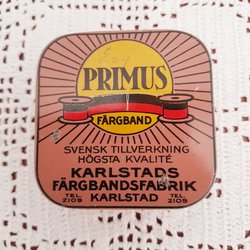 PRIMUS
FÄRGBAND
SVENSK TILLVERKNING
HÖGSTA KVALITÉ
KARLSTADS
FÄRGBANDSFABRIK
KARLSTAD
TEL. 2109
TEL. 2109